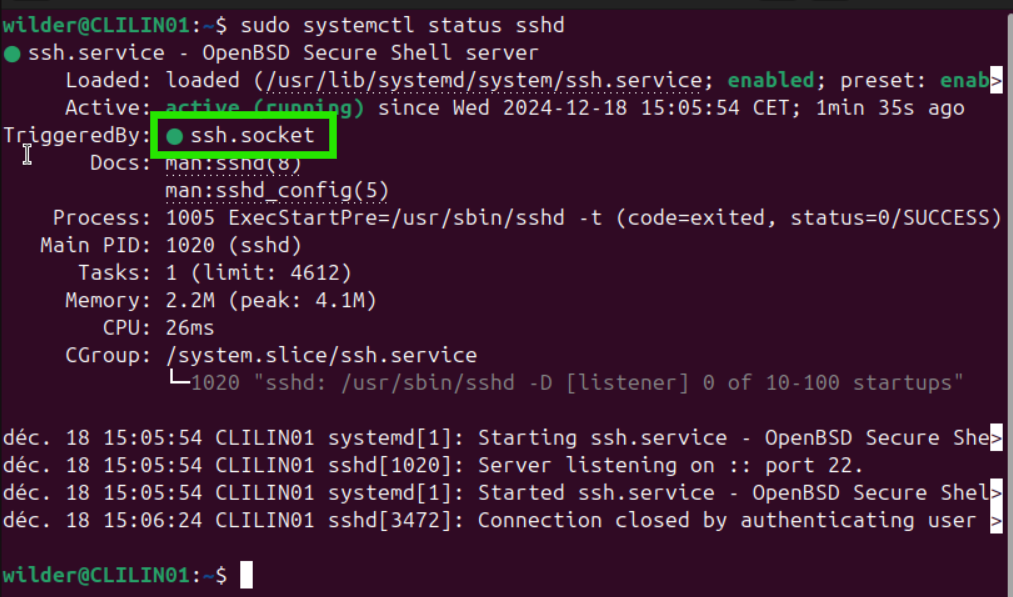 wilder@CLILIN01:~$ sudo systemctl status sshd
● ssh.service - OpenBSD Secure Shell server
Loaded: loaded (/usr/lib/systemd/system/ssh.service; enabled; preset: enab>
Active: active (running) since Wed 2024-12-18 15:05:54 CET; 1min 35s ago
TriggeredBy: ● ssh.socket
Docs: man:sshd(8)
man:sshd_config(5)
Process: 1005 ExecStartPre=/usr/sbin/sshd -t (code=exited, status=0/SUCCESS)
Main PID: 1020 (sshd)
Tasks: 1 (limit: 4612)
Memory: 2.2M (peak: 4.1M)
CPU: 26ms
CGroup: /system.slice/ssh.service
└─1020 "sshd: /usr/sbin/sshd -D [listener] 0 of 10-100 startups"
déc. 18 15:05:54 CLILIN01 systemd[1]: Starting ssh.service - OpenBSD Secure She>
déc. 18 15:05:54 CLILIN01 sshd[1020]: Server listening on :: port 22.
déc. 18 15:05:54 CLILIN01 systemd[1]: Started ssh.service - OpenBSD Secure Shel>
déc. 18 15:06:24 CLILIN01 sshd[3472]: Connection closed by authenticating user >
wilder@CLILIN01:~$